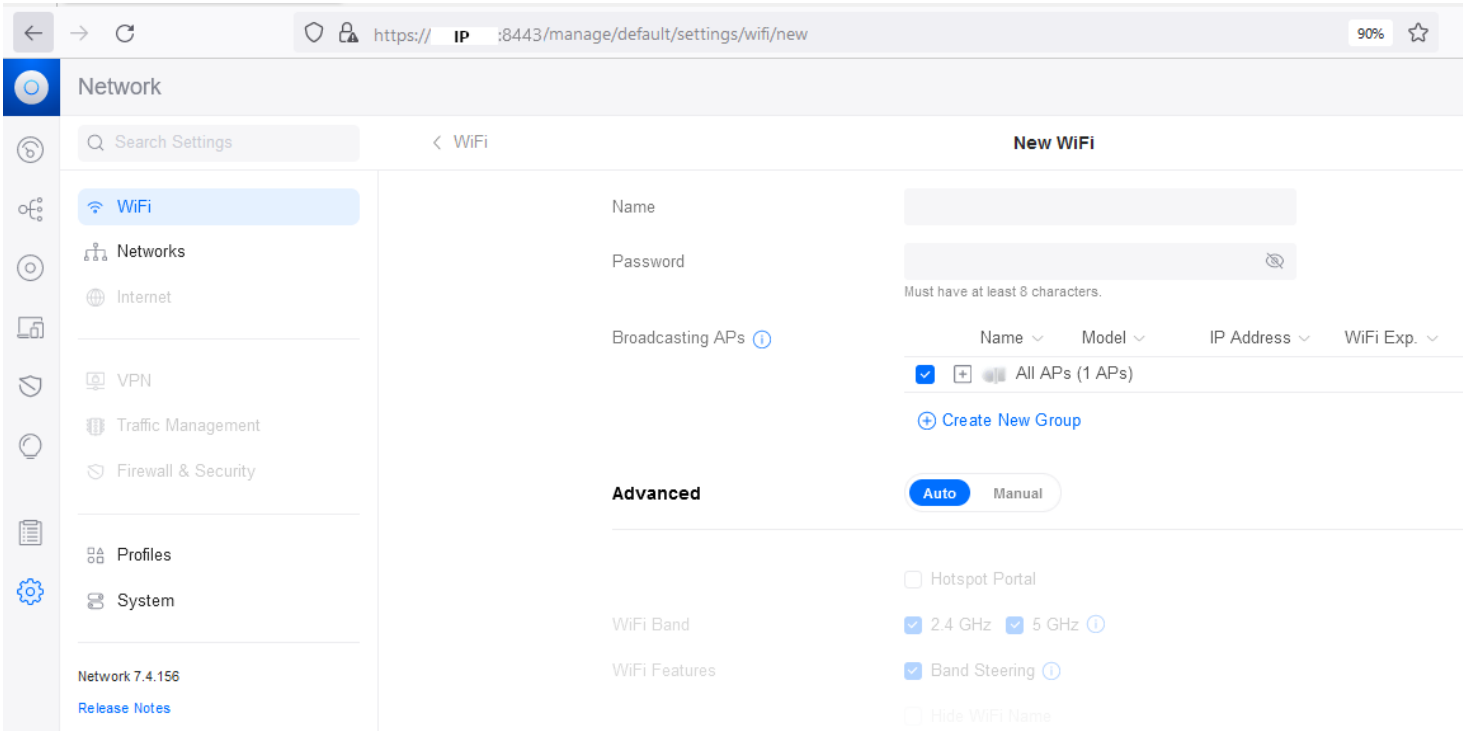 https:// IP :8443/manage/default/settings/wifi/new 90%
Network
Search Settings
WiFi
New WiFi
WiFi
Networks
Internet
VPN
Traffic Management
Firewall & Security
Profiles
System
Network 7.4.156
Release Notes
Name
Password
Must have at least 8 characters.
Broadcasting APs
Name Model IP Address WiFi Exp.
All APs (1 APs)
Create New Group
Advanced Auto Manual
Hotspot Portal
WiFi Band 2.4 GHz 5 GHz
WiFi Features Band Steering
Hide WiFi Name